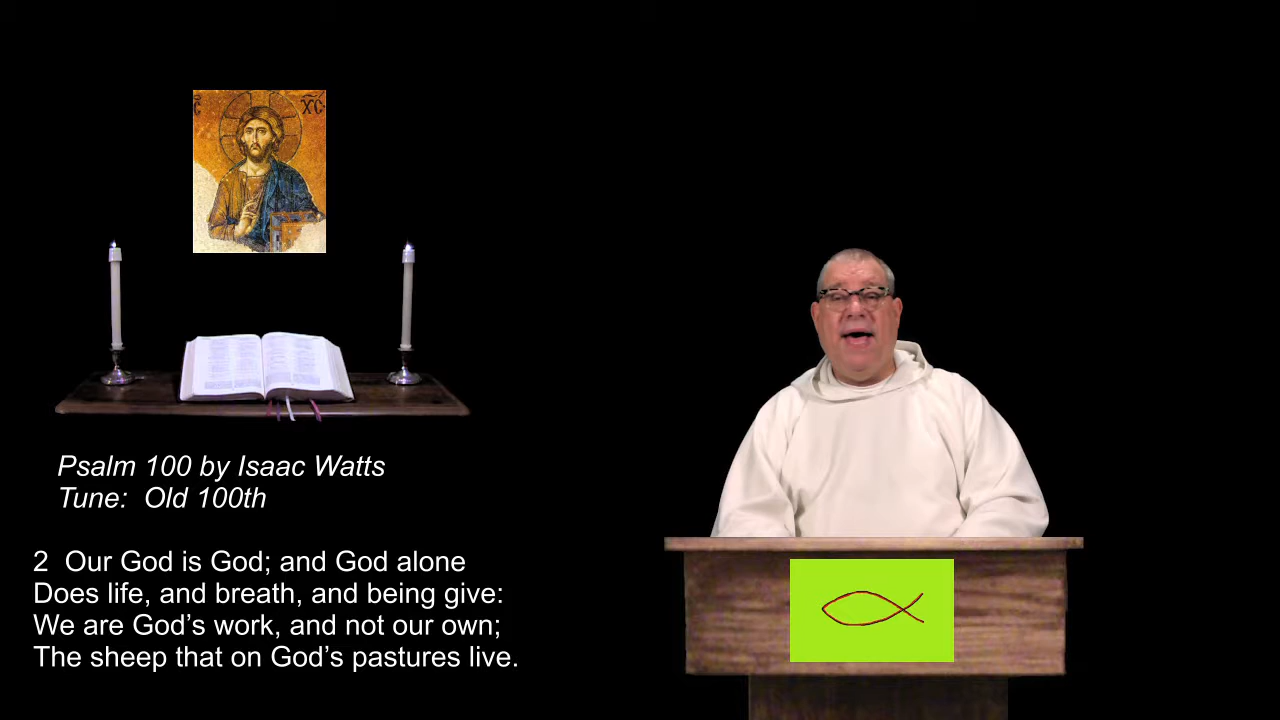 XC
Psalm 100 by Isaac Watts
Tune: Old 100th
2 Our God is God; and God alone
Does life, and breath, and being give:
We are God’s work, and not our own;
The sheep that on God’s pastures live.